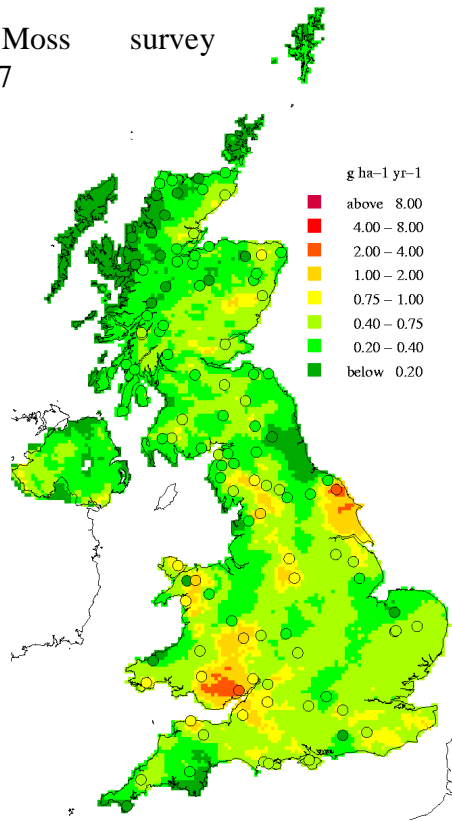 Moss survey
7
g ha−1 yr−1
above 8.00
4.00 – 8.00
2.00 – 4.00
1.00 – 2.00
0.75 – 1.00
0.40 – 0.75
0.20 – 0.40
below 0.20